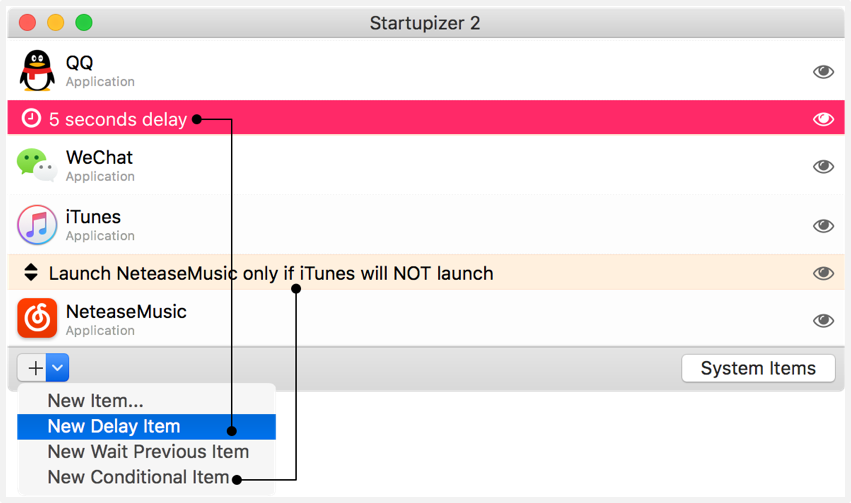 Startupizer 2
QQ
Application
5 seconds delay
WeChat
Application
iTunes
Application
Launch NeteaseMusic only if iTunes will NOT launch
NeteaseMusic
Application
System Items
New Item...
New Delay Item
New Wait Previous Item
New Conditional Item